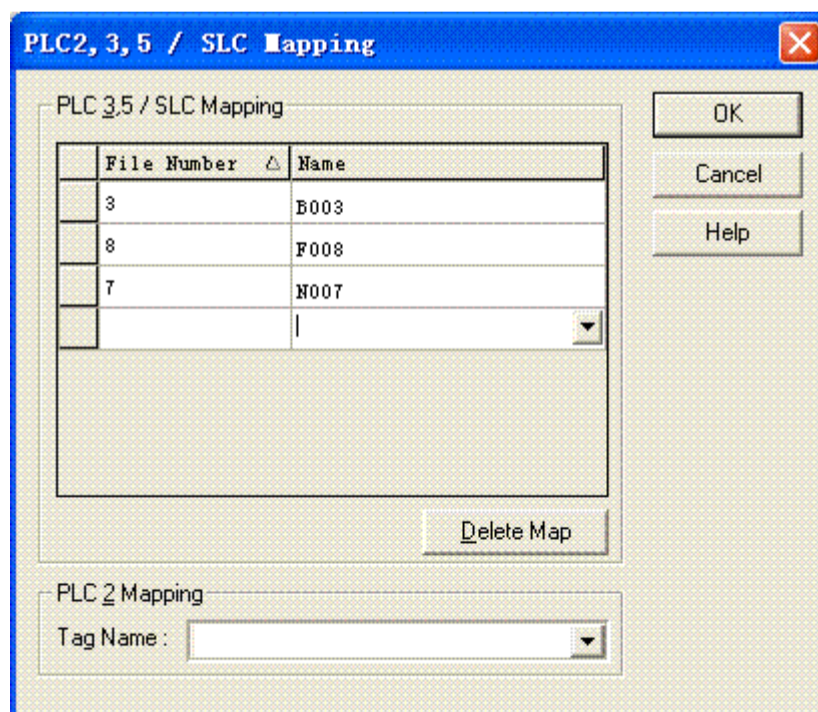 PLC2,3,5 / SLC Mapping
PLC 3,5 / SLC Mapping
File Number Name
3 B003
8 F008
7 N007
Delete Map
PLC 2 Mapping
Tag Name :
OK
Cancel
Help